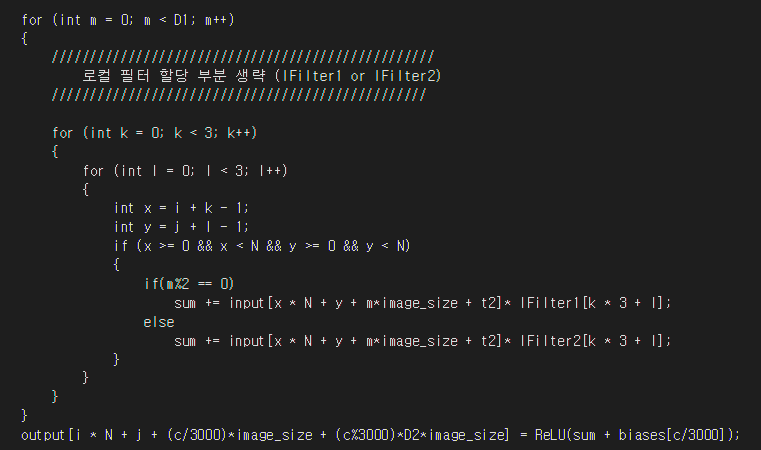 for (int m = 0; m < D1; m++)
{
    //////////////////////////////////////////////////
        로컬 필터 할당 부분 생략 (lFilter1 or lFilter2)
    /////////////////////////////////////////////////
    for (int k = 0; k < 3; k++)
    {
        for (int l = 0; l < 3; l++)
        {
            int x = i + k - 1;
            int y = j + l - 1;
            if (x >= 0 && x < N && y >= 0 && y < N)
            {
                if(m%2 == 0)
                    sum += input[x * N + y + m*image_size + t2]* lFilter1[k * 3 + l];
                else
                    sum += input[x * N + y + m*image_size + t2]* lFilter2[k * 3 + l];
            }
        }
    }
}
output[i * N + j + (c/3000)*image_size + (c%3000)*D2*image_size] = ReLU(sum + biases[c/3000]);